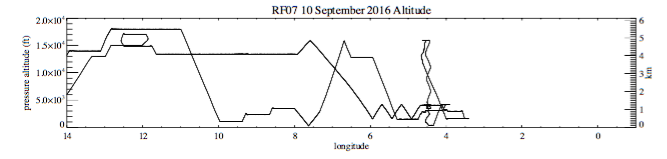 RF07 10 September 2016 Altitude
pressure altitude (ft)
2.0×10⁴
1.5×10⁴
1.0×10⁴
5.0×10³
0
6
5
4
3
2
1
0
km
14 12 10 8 6 4 2 0
longitude